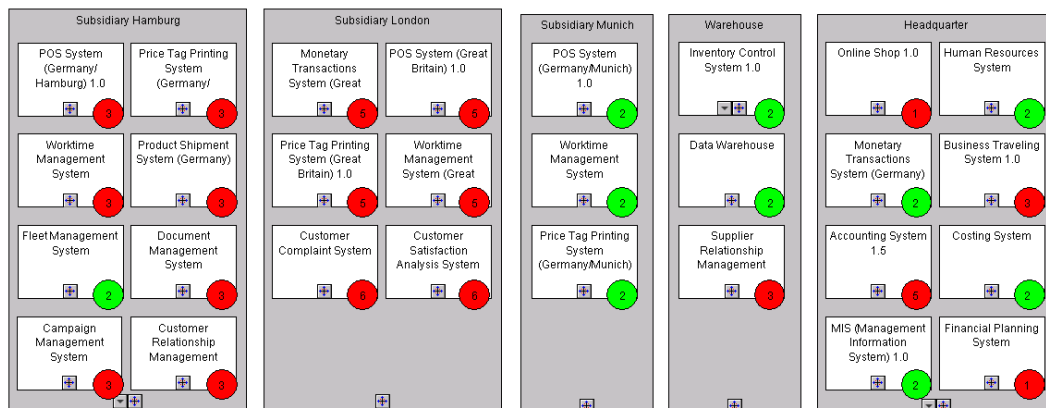 Subsidiary Hamburg
POS System
(Germany/
Hamburg) 1.0
3
Price Tag Printing
System
(Germany/
3
Worktime
Management
System
3
Product Shipment
System (Germany)
3
Fleet Management
System
2
Document
Management
System
3
Campaign
Management
System
3
Customer
Relationship
Management
3
Subsidiary London
Monetary
Transactions
System (Great
5
POS System (Great
Britain) 1.0
5
Price Tag Printing
System (Great
Britain) 1.0
5
Worktime
Management
System (Great
5
Customer
Complaint System
6
Customer
Satisfaction
Analysis System
6
Subsidiary Munich
POS System
(Germany/Munich)
1.0
2
Worktime
Management
System
2
Price Tag Printing
System
(Germany/Munich)
2
Warehouse
Inventory Control
System 1.0
2
Data Warehouse
2
Supplier
Relationship
Management
3
Headquarter
Online Shop 1.0
1
Human Resources
System
2
Monetary
Transactions
System (Germany)
2
Business Traveling
System 1.0
3
Accounting System
1.5
5
Costing System
2
MIS (Management
Information
System) 1.0
2
Financial Planning
System
1